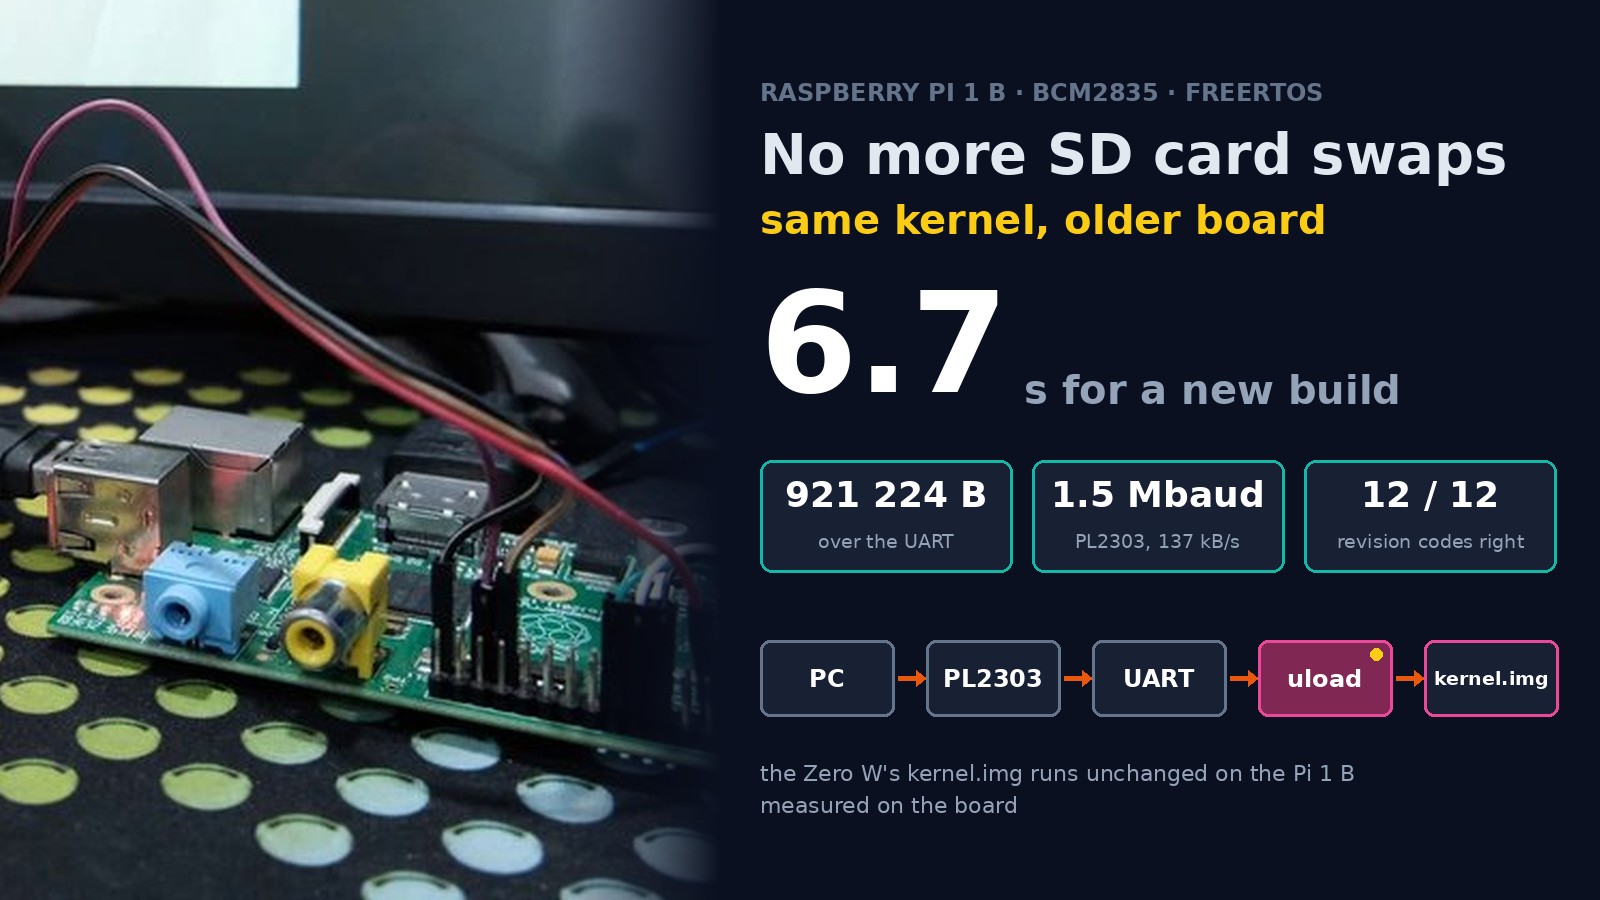 RASPBERRY PI 1 B · BCM2835 · FREERTOS
No more SD card swaps
same kernel, older board
6.7 s for a new build
921 224 B
over the UART
1.5 Mbaud
PL2303, 137 kB/s
12 / 12
revision codes right
PC
PL2303
UART
uload
kernel.img
the Zero W's kernel.img runs unchanged on the Pi 1 B
measured on the board